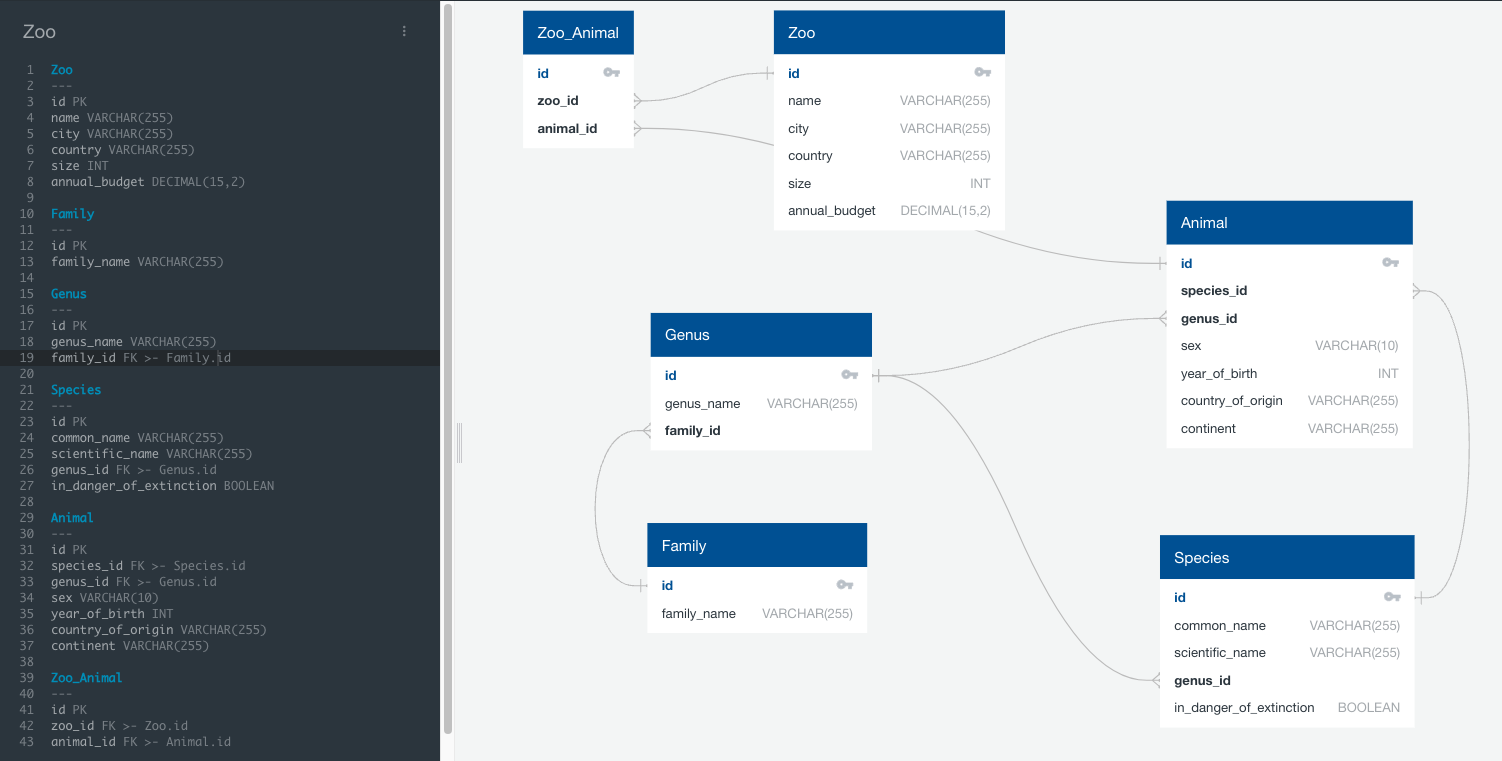 Zoo
1 Zoo
2 ---
3 id PK
4 name VARCHAR(255)
5 city VARCHAR(255)
6 country VARCHAR(255)
7 size INT
8 annual_budget DECIMAL(15,2)
9
10 Family
11 ---
12 id PK
13 family_name VARCHAR(255)
14
15 Genus
16 ---
17 id PK
18 genus_name VARCHAR(255)
19 family_id FK >- Family.id
20
21 Species
22 ---
23 id PK
24 common_name VARCHAR(255)
25 scientific_name VARCHAR(255)
26 genus_id FK >- Genus.id
27 in_danger_of_extinction BOOLEAN
28
29 Animal
30 ---
31 id PK
32 species_id FK >- Species.id
33 genus_id FK >- Genus.id
34 sex VARCHAR(10)
35 year_of_birth INT
36 country_of_origin VARCHAR(255)
37 continent VARCHAR(255)
38
39 Zoo_Animal
40 ---
41 id PK
42 zoo_id FK >- Zoo.id
43 animal_id FK >- Animal.id
Zoo_Animal
id
zoo_id
animal_id
Zoo
id
name VARCHAR(255)
city VARCHAR(255)
country VARCHAR(255)
size INT
annual_budget DECIMAL(15,2)
Animal
id
species_id
genus_id
sex VARCHAR(10)
year_of_birth INT
country_of_origin VARCHAR(255)
continent VARCHAR(255)
Genus
id
genus_name VARCHAR(255)
family_id
Family
id
family_name VARCHAR(255)
Species
id
common_name VARCHAR(255)
scientific_name VARCHAR(255)
genus_id
in_danger_of_extinction BOOLEAN